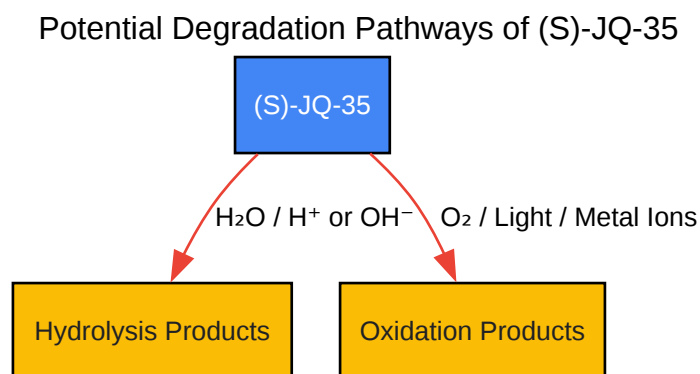 Potential Degradation Pathways of (S)-JQ-35
(S)-JQ-35
H₂O / H⁺ or OH⁻
O₂ / Light / Metal Ions
Hydrolysis Products
Oxidation Products